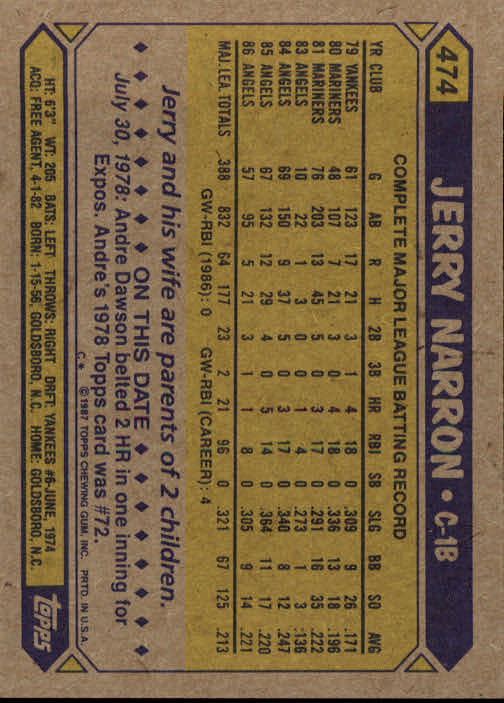 474
JERRY NARRON • C-1B
COMPLETE MAJOR LEAGUE BATTING RECORD
YR CLUB G AB R H 2B 3B HR RBI SB SLG BB SO AVG
79 YANKEES 61 123 17 21 3 1 4 18 0 .309 9 26 .171
80 MARINERS 48 107 7 21 3 0 4 18 0 .336 13 18 .196
81 MARINERS 76 203 13 45 5 0 3 17 0 .291 16 35 .222
83 ANGELS 10 22 1 3 0 0 1 4 0 .273 1 3 .136
84 ANGELS 69 150 9 37 5 0 3 17 0 .340 8 12 .247
85 ANGELS 67 132 12 29 4 0 5 14 0 .364 11 17 .220
86 ANGELS 57 95 5 21 3 1 1 8 0 .305 9 14 .221
MAJ. LEA. TOTALS 388 832 64 177 23 2 21 96 0 .321 67 125 .213
GW-RBI (1986): 0 GW-RBI (CAREER): 4
Jerry and his wife are parents of 2 children.
◆ ◆ ◆ ◆ ◆ ◆ ON THIS DATE ◆ ◆ ◆ ◆ ◆ ◆
July 30, 1978: Andre Dawson belted 2 HR in one inning for
Expos. Andre's 1978 Topps card was #72.
C* ©1987 TOPPS CHEWING GUM, INC. PRTD. IN U.S.A.
HT: 6'3" WT: 205 BATS: LEFT THROWS: RIGHT DRFT: YANKEES #6-JUNE, 1974
ACQ: FREE AGENT, 4-1-82 BORN: 1-15-56, GOLDSBORO, N.C. HOME: GOLDSBORO, N.C.
topps